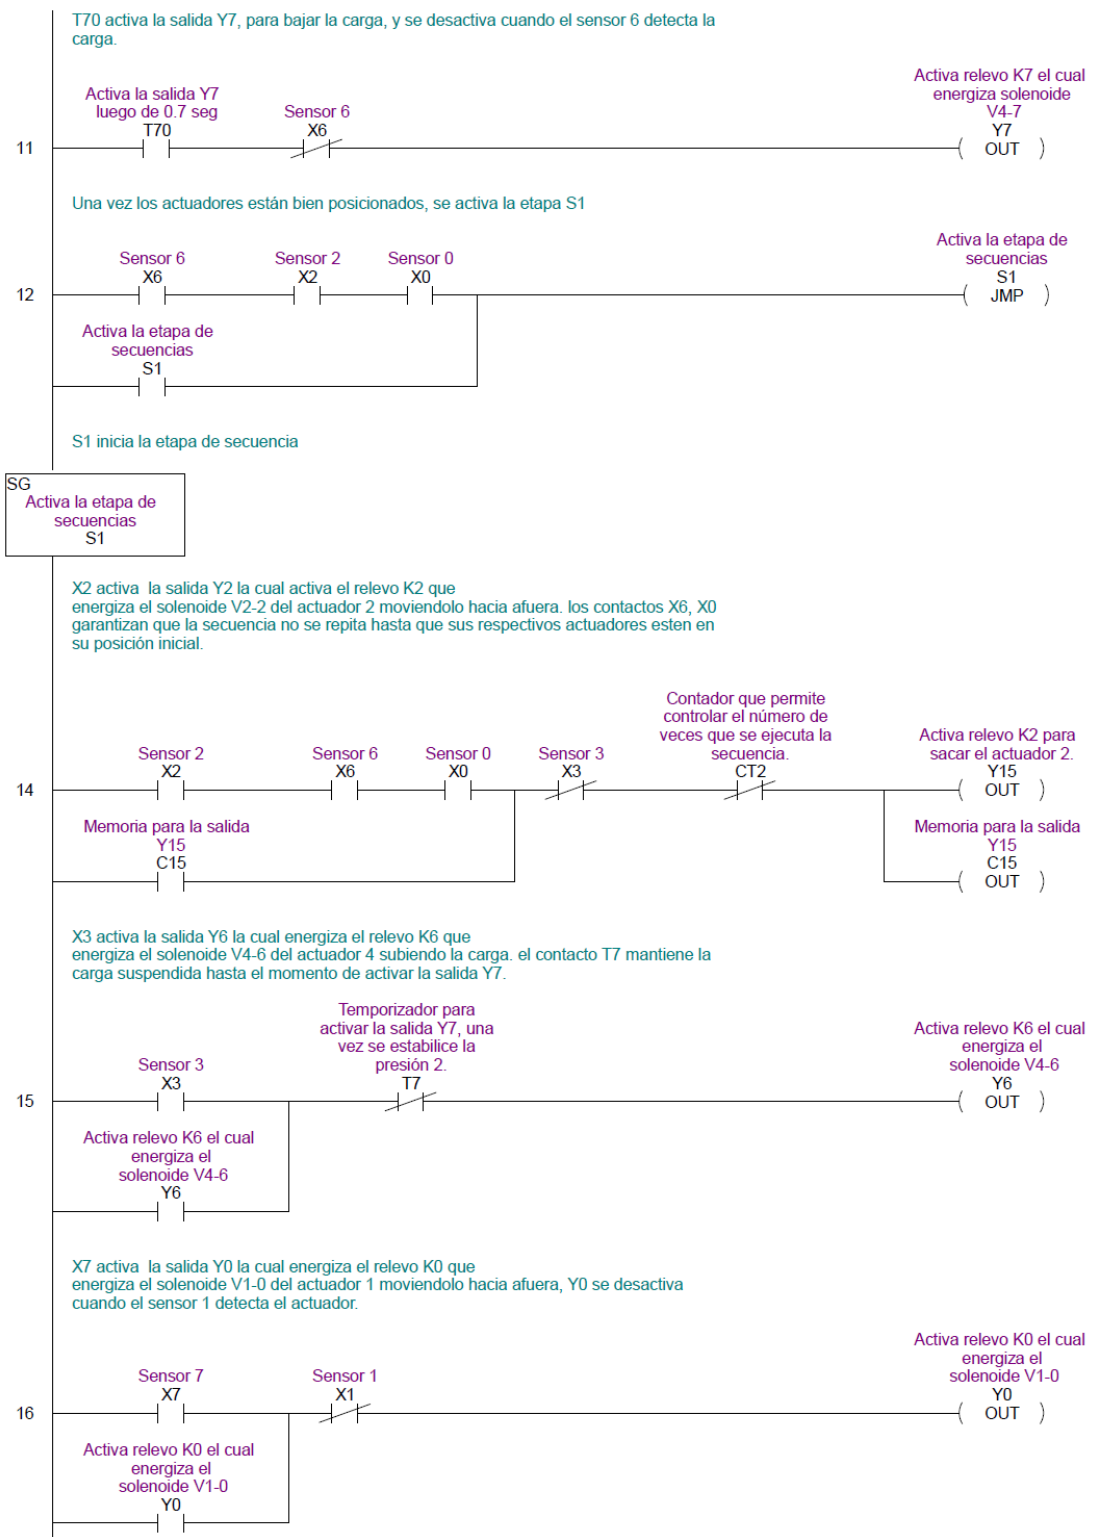 T70 activa la salida Y7, para bajar la carga, y se desactiva cuando el sensor 6 detecta la
carga.
Activa relevo K7 el cual
energiza solenoide
V4-7
Activa la salida Y7
luego de 0.7 seg
Sensor 6
T70
X6
Y7
11
OUT
Una vez los actuadores están bien posicionados, se activa la etapa S1
Activa la etapa de
secuencias
Sensor 6
Sensor 2
Sensor 0
X6
X2
X0
S1
12
JMP
Activa la etapa de
secuencias
S1
S1 inicia la etapa de secuencia
SG
Activa la etapa de
secuencias
S1
X2 activa  la salida Y2 la cual activa el relevo K2 que
energiza el solenoide V2-2 del actuador 2 moviendolo hacia afuera. los contactos X6, X0
garantizan que la secuencia no se repita hasta que sus respectivos actuadores esten en
su posición inicial.
Contador que permite
controlar el número de
veces que se ejecuta la
secuencia.
Activa relevo K2 para
sacar el actuador 2.
Sensor 2
Sensor 6
Sensor 0
Sensor 3
X2
X6
X0
X3
CT2
Y15
14
OUT
Memoria para la salida
Y15
C15
Memoria para la salida
Y15
C15
OUT
X3 activa la salida Y6 la cual energiza el relevo K6 que
energiza el solenoide V4-6 del actuador 4 subiendo la carga. el contacto T7 mantiene la
carga suspendida hasta el momento de activar la salida Y7.
Temporizador para
activar la salida Y7, una
vez se estabilice la
presión 2.
Activa relevo K6 el cual
energiza el
solenoide V4-6
Sensor 3
X3
T7
Y6
15
OUT
Activa relevo K6 el cual
energiza el
solenoide V4-6
Y6
X7 activa  la salida Y0 la cual energiza el relevo K0 que
energiza el solenoide V1-0 del actuador 1 moviendolo hacia afuera, Y0 se desactiva
cuando el sensor 1 detecta el actuador.
Activa relevo K0 el cual
energiza el
solenoide V1-0
Sensor 7
Sensor 1
X7
X1
Y0
16
OUT
Activa relevo K0 el cual
energiza el
solenoide V1-0
Y0